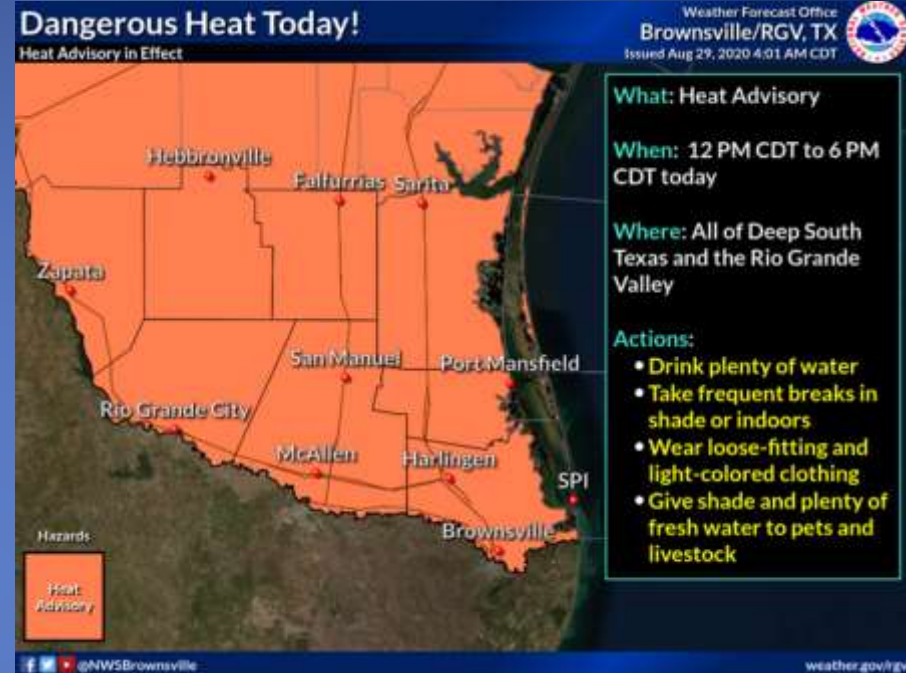 Dangerous Heat Today!
Heat Advisory in Effect
Weather Forecast Office
Brownsville/RGV, TX
Issued Aug 29, 2020 4:01 AM CDT
What: Heat Advisory
When: 12 PM CDT to 6 PM
CDT today
Where: All of Deep South
Texas and the Rio Grande
Valley
Actions:
• Drink plenty of water
• Take frequent breaks in
shade or indoors
• Wear loose-fitting and
light-colored clothing
• Give shade and plenty of
fresh water to pets and
livestock
Hebbronville
Falfurrias
Sarita
Zapata
San Manuel
Port Mansfield
Rio Grande City
McAllen
Harlingen
SPI
Brownsville
Hazards
Heat
Advisory
@NWSBrownsville
weather.gov/rgv